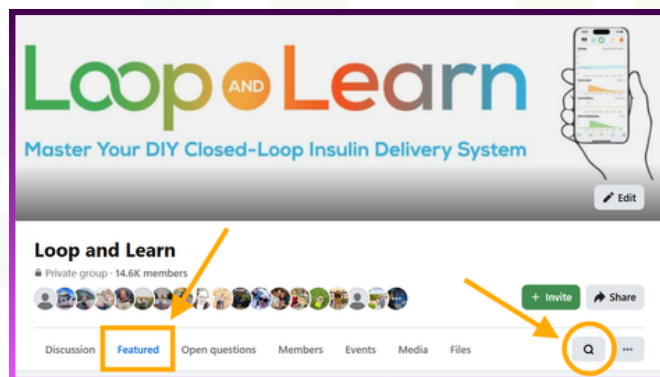 Loop AND Learn
Master Your DIY Closed-Loop Insulin Delivery System
Edit
Loop and Learn
Private group · 14.6K members
+ Invite
Share
Discussion Featured Open questions Members Events Media Files